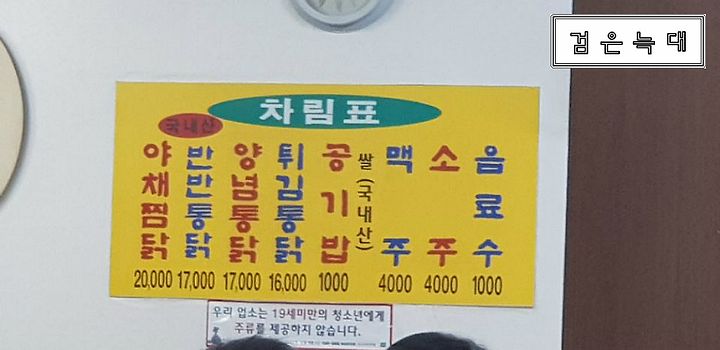 검은늑대
차림표
국내산
야채찜닭 20,000
반반통닭 17,000
양념통닭 17,000
튀김통닭 16,000
공기밥 1000
쌀(국내산)
맥주 4000
소주 4000
음료수 1000
우리 업소는 19세미만의 청소년에게
주류를 제공하지 않습니다.